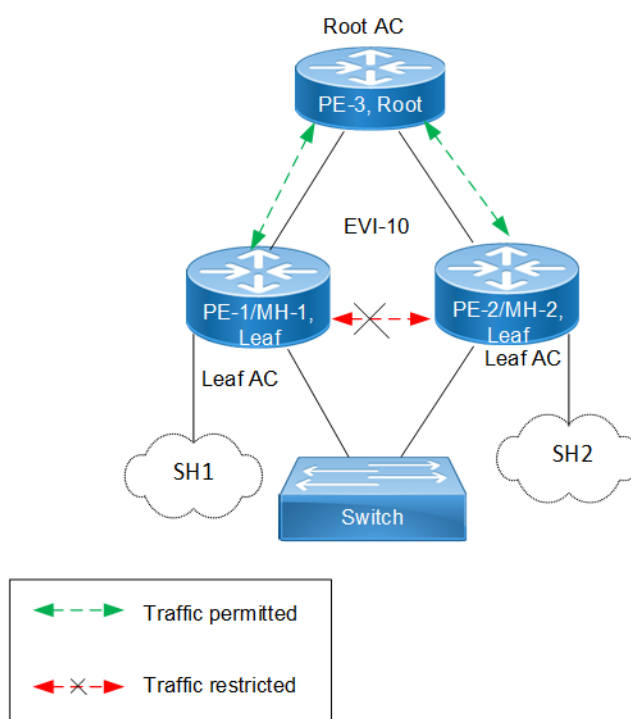 Root AC
PE-3, Root
EVI-10
PE-1/MH-1,
Leaf
PE-2/MH-2,
Leaf
Leaf AC
Leaf AC
SH1
SH2
Switch
Traffic permitted
Traffic restricted